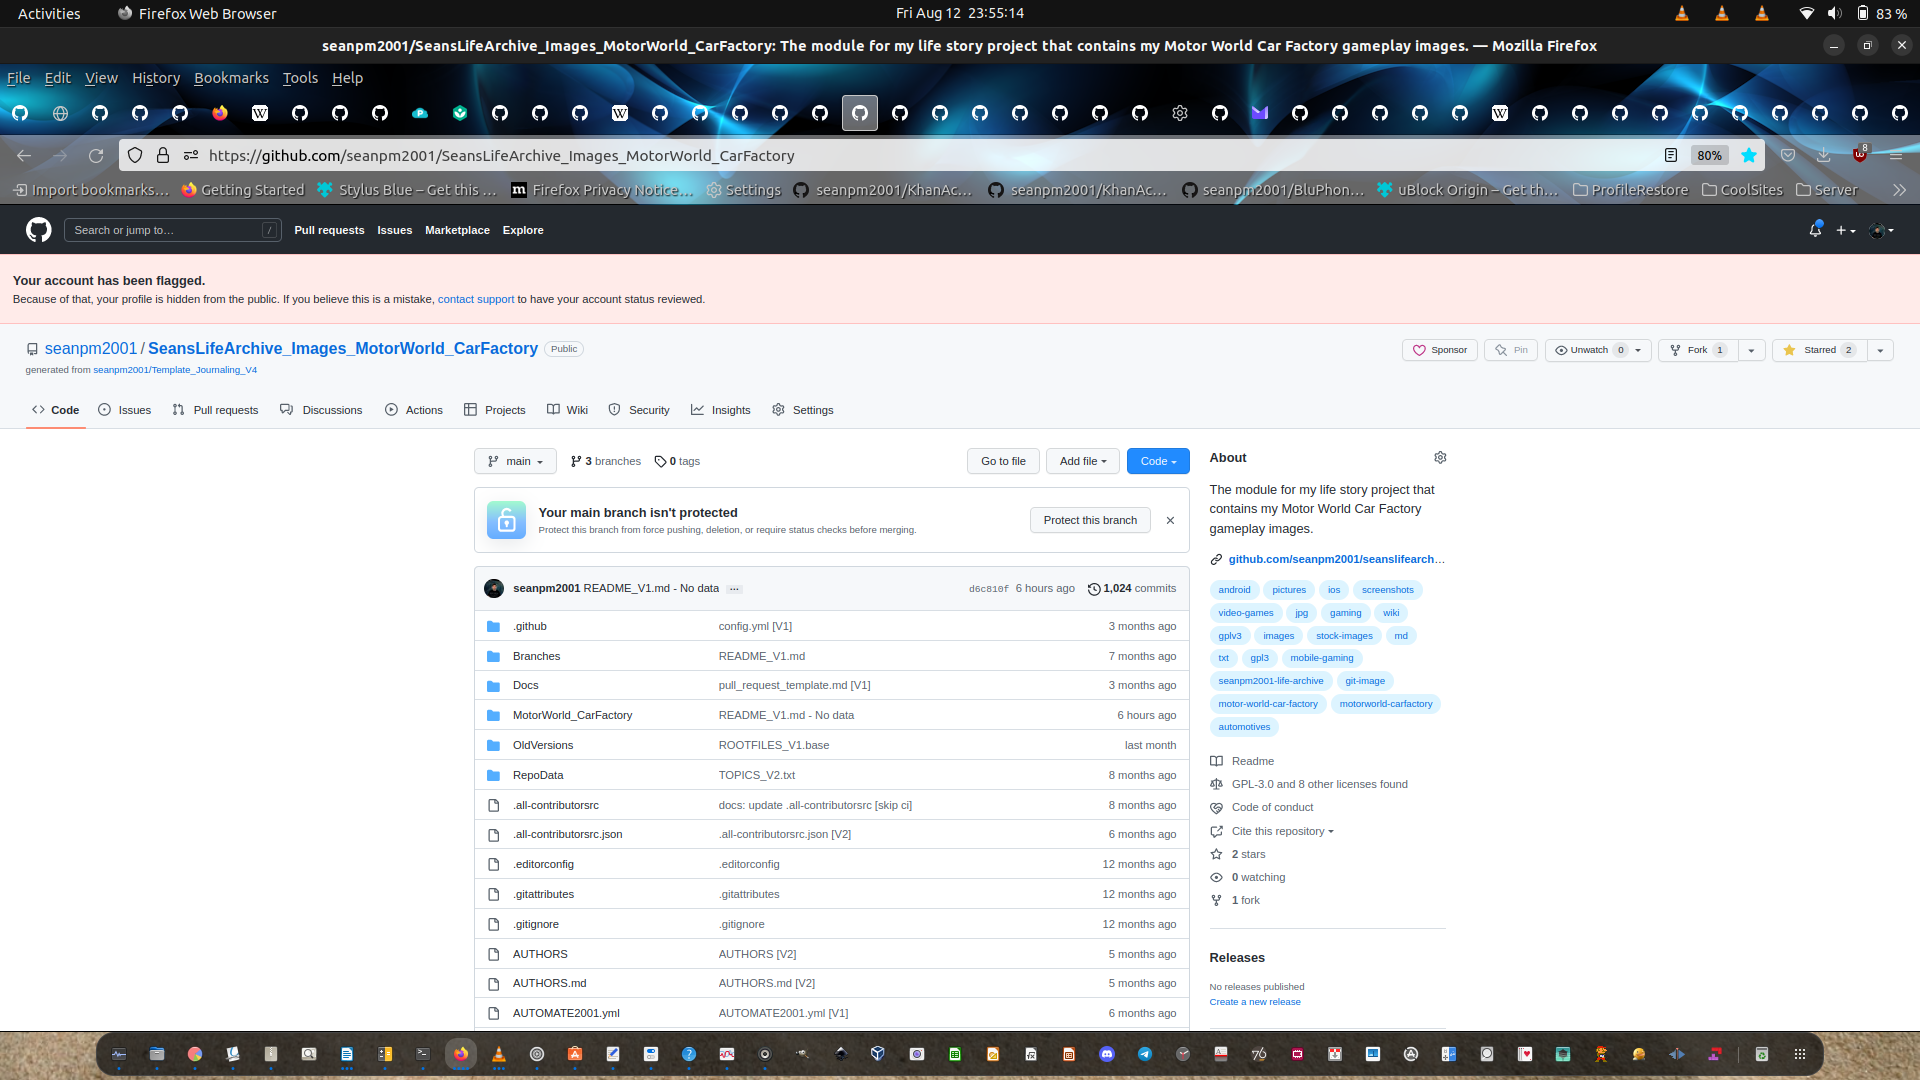 Activities
Firefox Web Browser
Fri Aug 12 23:55:14
83 %
seanpm2001/SeansLifeArchive_Images_MotorWorld_CarFactory: The module for my life story project that contains my Motor World Car Factory gameplay images. — Mozilla Firefox
File Edit View History Bookmarks Tools Help
https://github.com/seanpm2001/SeansLifeArchive_Images_MotorWorld_CarFactory
80%
8
Import bookmarks…
Getting Started
Stylus Blue – Get this …
Firefox Privacy Notice…
Settings
seanpm2001/KhanAc…
seanpm2001/KhanAc…
seanpm2001/BluPhon…
uBlock Origin – Get th…
ProfileRestore
CoolSites
Server
Search or jump to…
/
Pull requests
Issues
Marketplace
Explore
Your account has been flagged.
Because of that, your profile is hidden from the public. If you believe this is a mistake, contact support to have your account status reviewed.
seanpm2001 / SeansLifeArchive_Images_MotorWorld_CarFactory Public
generated from seanpm2001/Template_Journaling_V4
Sponsor
Pin
Unwatch 0
Fork 1
Starred 2
Code
Issues
Pull requests
Discussions
Actions
Projects
Wiki
Security
Insights
Settings
main
3 branches
0 tags
Go to file
Add file
Code
Your main branch isn't protected
Protect this branch from force pushing, deletion, or require status checks before merging.
Protect this branch
seanpm2001 README_V1.md - No data … d6c810f 6 hours ago 1,024 commits
.github config.yml [V1] 3 months ago
Branches README_V1.md 7 months ago
Docs pull_request_template.md [V1] 3 months ago
MotorWorld_CarFactory README_V1.md - No data 6 hours ago
OldVersions ROOTFILES_V1.base last month
RepoData TOPICS_V2.txt 8 months ago
.all-contributorsrc docs: update .all-contributorsrc [skip ci] 8 months ago
.all-contributorsrc.json .all-contributorsrc.json [V2] 6 months ago
.editorconfig .editorconfig 12 months ago
.gitattributes .gitattributes 12 months ago
.gitignore .gitignore 12 months ago
AUTHORS AUTHORS [V2] 5 months ago
AUTHORS.md AUTHORS.md [V2] 5 months ago
AUTOMATE2001.yml AUTOMATE2001.yml [V1] 6 months ago
About
The module for my life story project that
contains my Motor World Car Factory
gameplay images.
github.com/seanpm2001/seanslifearch…
android pictures ios screenshots
video-games jpg gaming wiki
gplv3 images stock-images md
txt gpl3 mobile-gaming
seanpm2001-life-archive git-image
motor-world-car-factory motorworld-carfactory
automotives
Readme
GPL-3.0 and 8 other licenses found
Code of conduct
Cite this repository
2 stars
0 watching
1 fork
Releases
No releases published
Create a new release